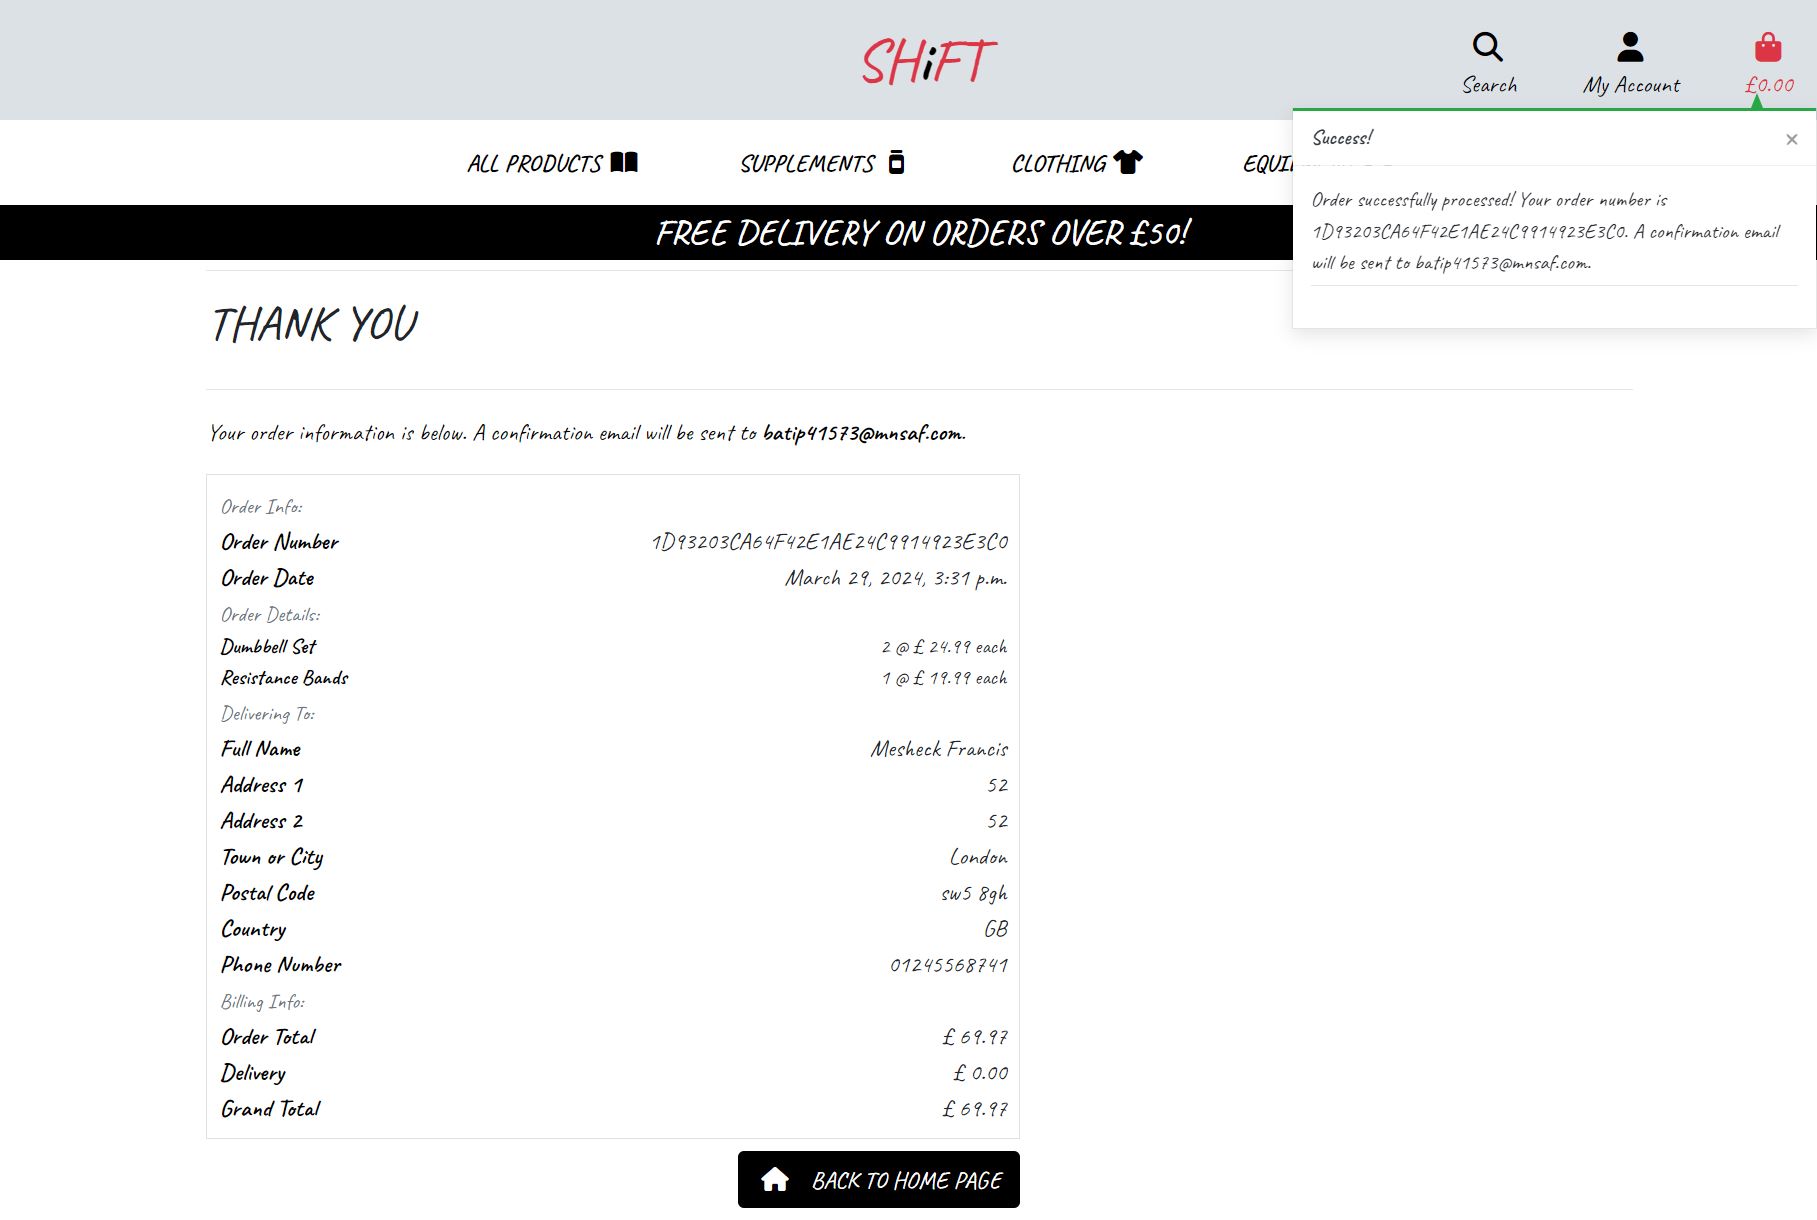 SHiFT
Search
My Account
£0.00
ALL PRODUCTS
SUPPLEMENTS
CLOTHING
Success!
Order successfully processed! Your order number is
1D93203CA64F42E1AE24C9914923E3C0. A confirmation email
will be sent to batip41573@mnsaf.com.
FREE DELIVERY ON ORDERS OVER £50!
THANK YOU
Your order information is below. A confirmation email will be sent to batip41573@mnsaf.com.
Order Info:
Order Number 1D93203CA64F42E1AE24C9914923E3C0
Order Date March 29, 2024, 3:31 p.m.
Order Details:
Dumbbell Set 2 @ £ 24.99 each
Resistance Bands 1 @ £ 19.99 each
Delivering To:
Full Name Mesheck Francis
Address 1 52
Address 2 52
Town or City London
Postal Code sw5 8gh
Country GB
Phone Number 01245568741
Billing Info:
Order Total £ 69.97
Delivery £ 0.00
Grand Total £ 69.97
BACK TO HOME PAGE